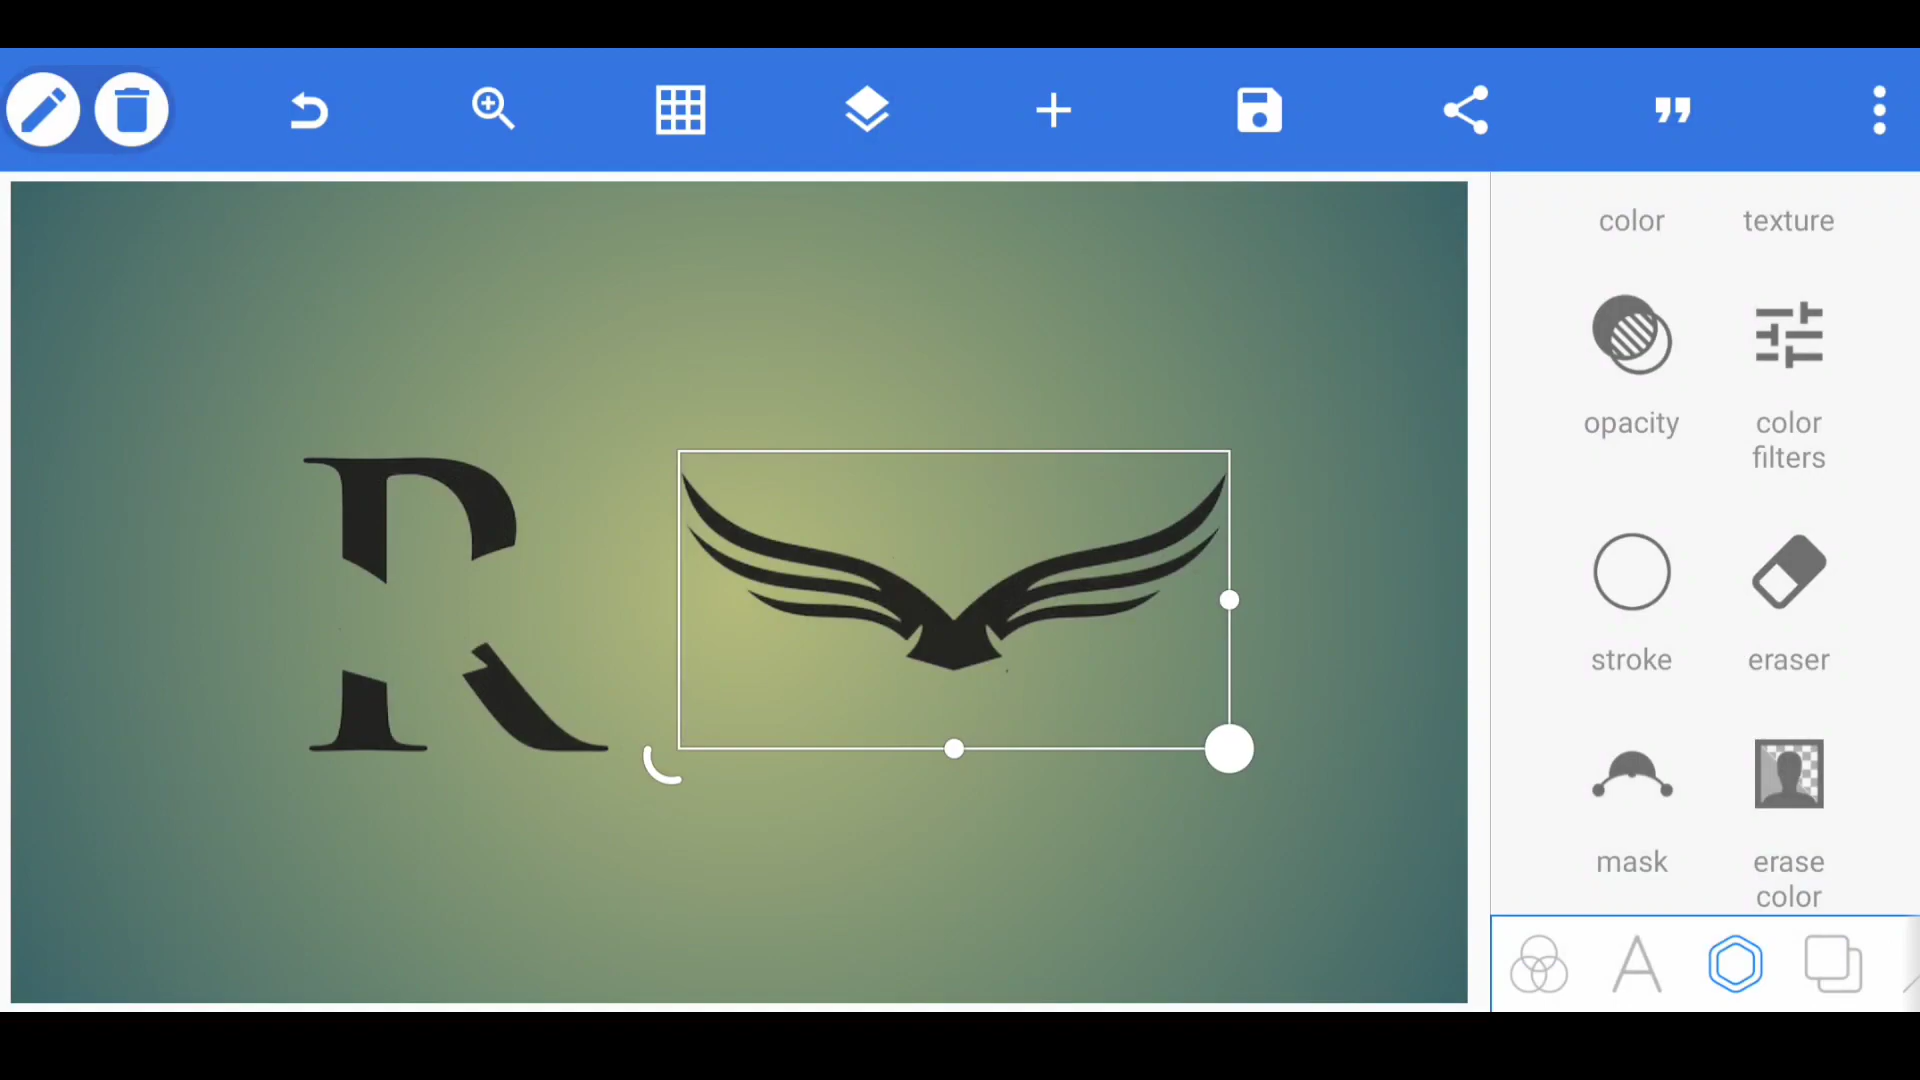 color texture
opacity color
filters
stroke eraser
mask erase
color
R